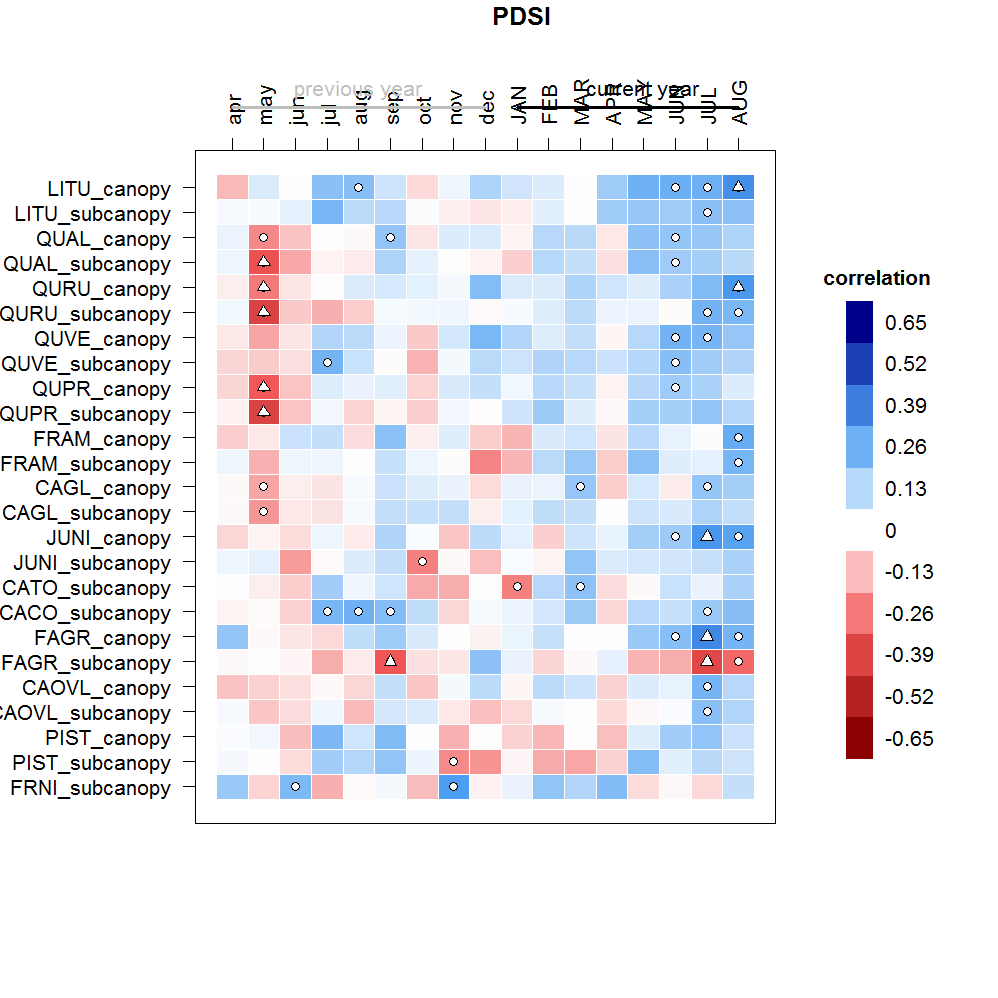 PDSI
previous year current year
apr may jun jul aug sep oct nov dec JAN FEB MAR APR MAY JUN JUL AUG
LITU_canopy
LITU_subcanopy
QUAL_canopy
QUAL_subcanopy
QURU_canopy
QURU_subcanopy
QUVE_canopy
QUVE_subcanopy
QUPR_canopy
QUPR_subcanopy
FRAM_canopy
FRAM_subcanopy
CAGL_canopy
CAGL_subcanopy
JUNI_canopy
JUNI_subcanopy
CATO_subcanopy
CACO_subcanopy
FAGR_canopy
FAGR_subcanopy
CAOVL_canopy
CAOVL_subcanopy
PIST_canopy
PIST_subcanopy
FRNI_subcanopy
correlation
0.65
0.52
0.39
0.26
0.13
0
-0.13
-0.26
-0.39
-0.52
-0.65